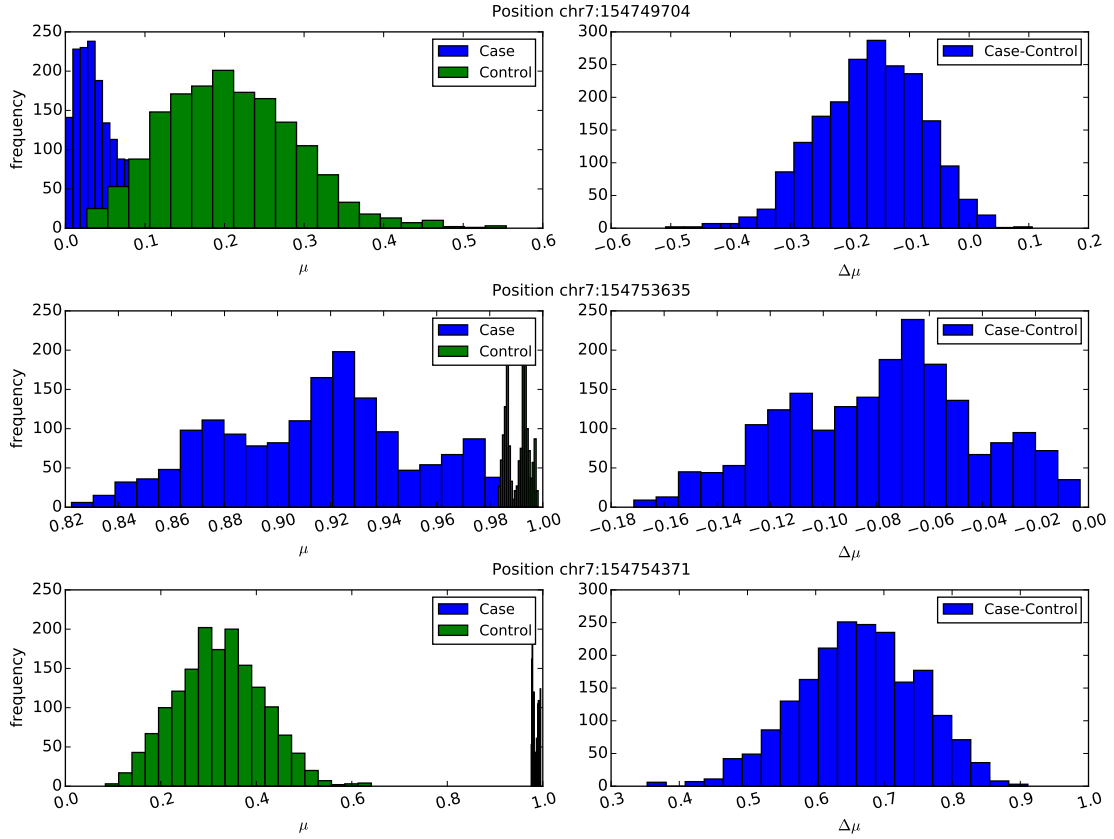 Position chr7:154749704
250
200
150
100
50
0
frequency
0.0 0.1 0.2 0.3 0.4 0.5 0.6
μ
Case
Control
300
250
200
150
100
50
0
−0.6 −0.5 −0.4 −0.3 −0.2 −0.1 0.0 0.1 0.2
Δμ
Case-Control
Position chr7:154753635
250
200
150
100
50
0
frequency
0.82 0.84 0.86 0.88 0.90 0.92 0.94 0.96 0.98 1.00
μ
Case
Control
250
200
150
100
50
0
−0.18 −0.16 −0.14 −0.12 −0.10 −0.08 −0.06 −0.04 −0.02 0.00
Δμ
Case-Control
Position chr7:154754371
250
200
150
100
50
0
frequency
0.0 0.2 0.4 0.6 0.8 1.0
μ
Case
Control
300
250
200
150
100
50
0
0.3 0.4 0.5 0.6 0.7 0.8 0.9 1.0
Δμ
Case-Control